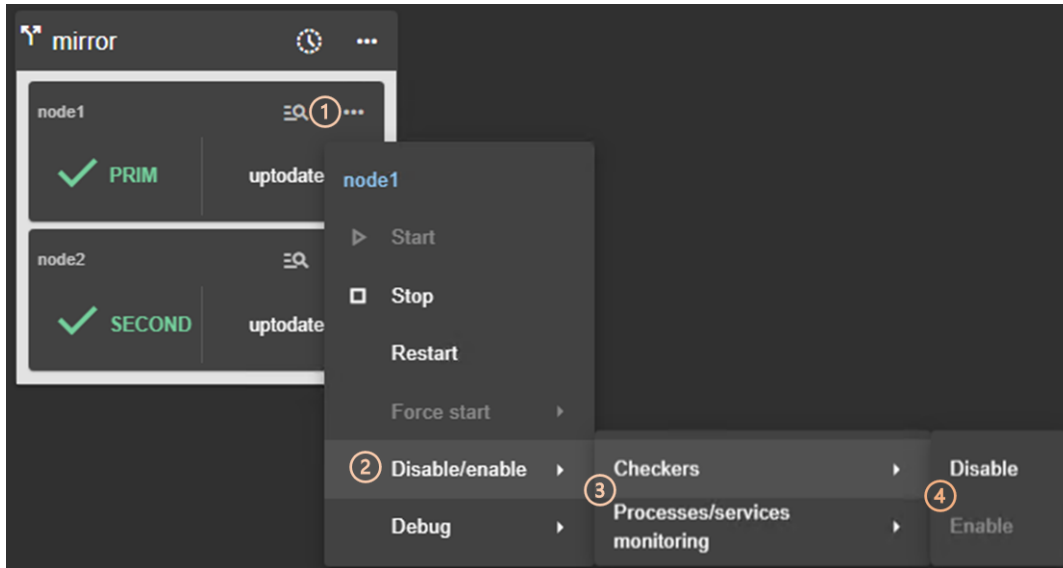 mirror
node1
1
PRIM
uptodate
node2
SECOND
uptodate
node1
Start
Stop
Restart
Force start
2 Disable/enable
Debug
3
Checkers
Processes/services
monitoring
4
Disable
Enable